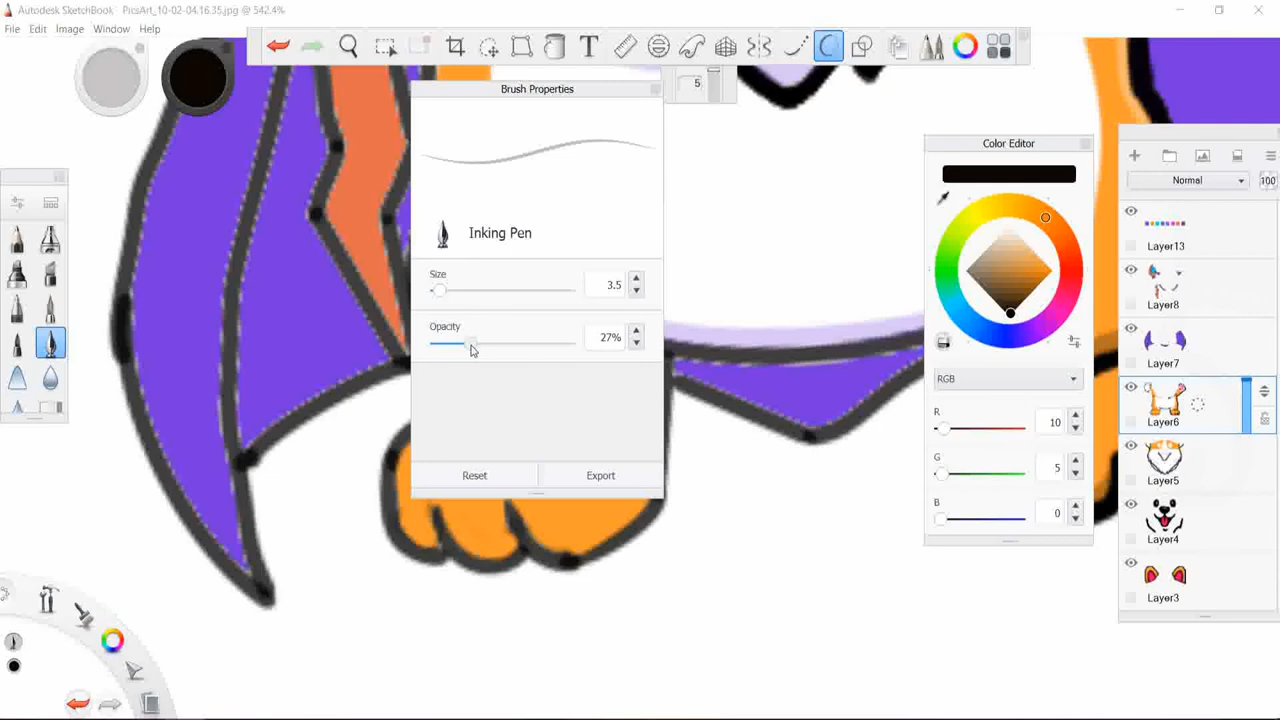 Autodesk SketchBook PicsArt_10-02-04.16.35.jpg @ 542.4%
File Edit Image Window Help
T
5
Brush Properties
Inking Pen
Size
3.5
Opacity
27%
Reset Export
Color Editor
RGB
R 10
G 5
B 0
Normal 100
Layer13
Layer8
Layer7
Layer6
Layer5
Layer4
Layer3